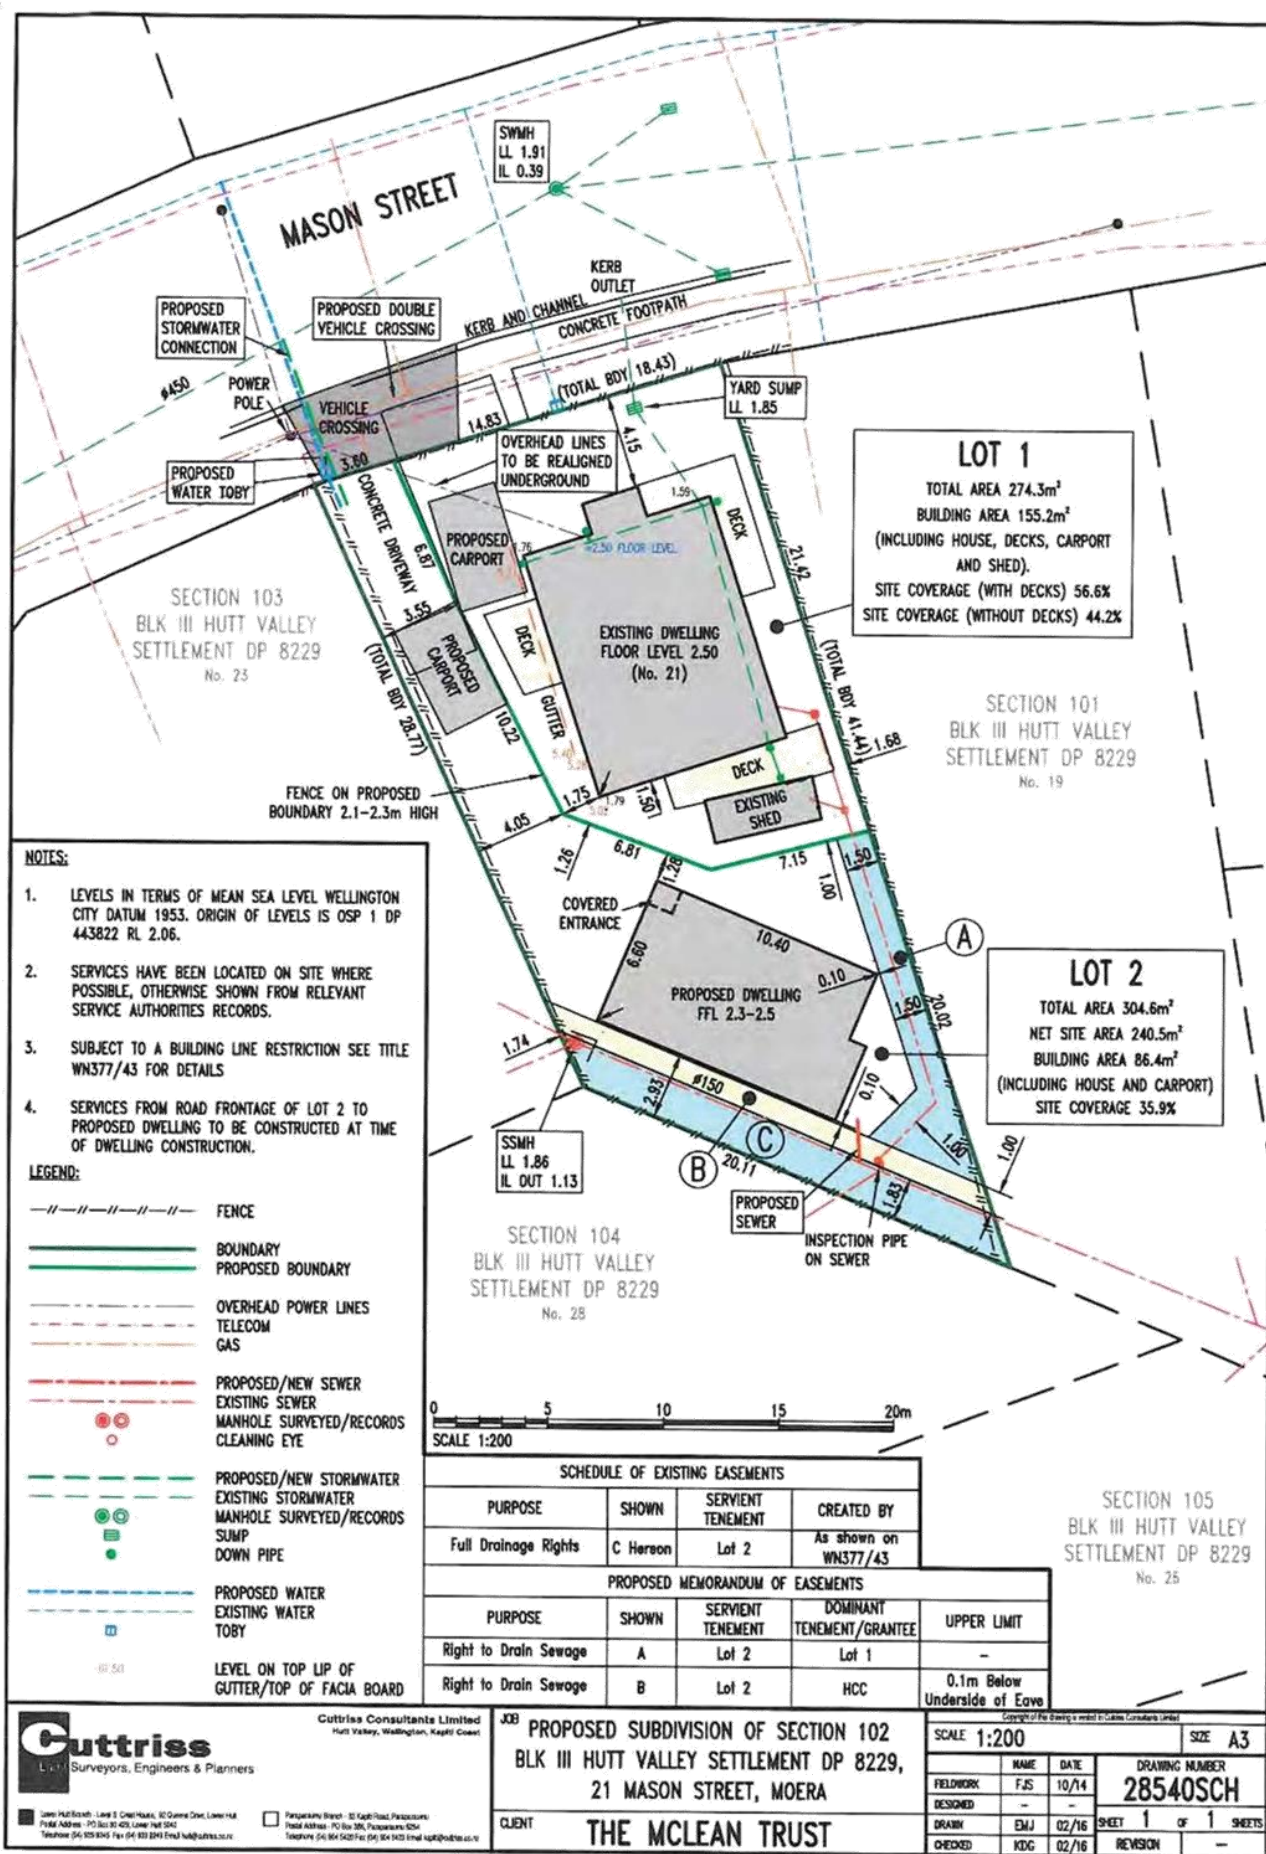 SWMH
LL 1.91
IL 0.39
MASON STREET
KERB
OUTLET
KERB AND CHANNEL
CONCRETE FOOTPATH
PROPOSED
STORMWATER
CONNECTION
PROPOSED DOUBLE
VEHICLE CROSSING
ø450
POWER
POLE
VEHICLE
CROSSING
(TOTAL BDY 18.43)
14.83
3.60
YARD SUMP
LL 1.85
4.15
PROPOSED
WATER TOBY
OVERHEAD LINES
TO BE REALIGNED
UNDERGROUND
CONCRETE DRIVEWAY
6.87
PROPOSED
CARPORT
1.76
1.59
DECK
=2.50 FLOOR LEVEL
21.42
LOT 1
TOTAL AREA 274.3m²
BUILDING AREA 155.2m²
(INCLUDING HOUSE, DECKS, CARPORT
AND SHED).
SITE COVERAGE (WITH DECKS) 56.6%
SITE COVERAGE (WITHOUT DECKS) 44.2%
SECTION 103
BLK III HUTT VALLEY
SETTLEMENT DP 8229
No. 23
3.55
PROPOSED
CARPORT
DECK
EXISTING DWELLING
FLOOR LEVEL 2.50
(No. 21)
(TOTAL BDY 28.77)
10.22
GUTTER
(TOTAL BDY 41.44)
1.68
SECTION 101
BLK III HUTT VALLEY
SETTLEMENT DP 8229
No. 19
DECK
EXISTING
SHED
FENCE ON PROPOSED
BOUNDARY 2.1-2.3m HIGH
1.75
1.79
1.50
4.05
1.26
6.81
7.15
1.28
1.00
1.50
COVERED
ENTRANCE
6.60
10.40
0.10
A
PROPOSED DWELLING
FFL 2.3-2.5
1.50
20.02
LOT 2
TOTAL AREA 304.6m²
NET SITE AREA 240.5m²
BUILDING AREA 86.4m²
(INCLUDING HOUSE AND CARPORT)
SITE COVERAGE 35.9%
1.74
2.93
ø150
0.10
B
C
20.11
1.00
1.00
1.83
SSMH
LL 1.86
IL OUT 1.13
PROPOSED
SEWER
INSPECTION PIPE
ON SEWER
SECTION 104
BLK III HUTT VALLEY
SETTLEMENT DP 8229
No. 28
SECTION 105
BLK III HUTT VALLEY
SETTLEMENT DP 8229
No. 25
NOTES:
1. LEVELS IN TERMS OF MEAN SEA LEVEL WELLINGTON
CITY DATUM 1953. ORIGIN OF LEVELS IS OSP 1 DP
443822 RL 2.06.
2. SERVICES HAVE BEEN LOCATED ON SITE WHERE
POSSIBLE, OTHERWISE SHOWN FROM RELEVANT
SERVICE AUTHORITIES RECORDS.
3. SUBJECT TO A BUILDING LINE RESTRICTION SEE TITLE
WN377/43 FOR DETAILS
4. SERVICES FROM ROAD FRONTAGE OF LOT 2 TO
PROPOSED DWELLING TO BE CONSTRUCTED AT TIME
OF DWELLING CONSTRUCTION.
LEGEND:
FENCE
BOUNDARY
PROPOSED BOUNDARY
OVERHEAD POWER LINES
TELECOM
GAS
PROPOSED/NEW SEWER
EXISTING SEWER
MANHOLE SURVEYED/RECORDS
CLEANING EYE
PROPOSED/NEW STORMWATER
EXISTING STORMWATER
MANHOLE SURVEYED/RECORDS
SUMP
DOWN PIPE
PROPOSED WATER
EXISTING WATER
TOBY
LEVEL ON TOP LIP OF
GUTTER/TOP OF FACIA BOARD
0 5 10 15 20m
SCALE 1:200
SCHEDULE OF EXISTING EASEMENTS
PURPOSE SHOWN SERVIENT TENEMENT CREATED BY
Full Drainage Rights C Hereon Lot 2 As shown on WN377/43
PROPOSED MEMORANDUM OF EASEMENTS
PURPOSE SHOWN SERVIENT TENEMENT DOMINANT TENEMENT/GRANTEE UPPER LIMIT
Right to Drain Sewage A Lot 2 Lot 1 -
Right to Drain Sewage B Lot 2 HCC 0.1m Below Underside of Eave
Cuttriss
Surveyors, Engineers & Planners
Cuttriss Consultants Limited
Hutt Valley, Wellington, Kapiti Coast
JOB
PROPOSED SUBDIVISION OF SECTION 102
BLK III HUTT VALLEY SETTLEMENT DP 8229,
21 MASON STREET, MOERA
CLIENT
THE MCLEAN TRUST
Copyright of this drawing is vested in Cuttriss Consultants Limited
SCALE 1:200 SIZE A3
NAME DATE
FIELDWORK FJS 10/14
DESIGNED - -
DRAWN EMJ 02/16
CHECKED KDG 02/16
DRAWING NUMBER
28540SCH
SHEET 1 OF 1 SHEETS
REVISION -